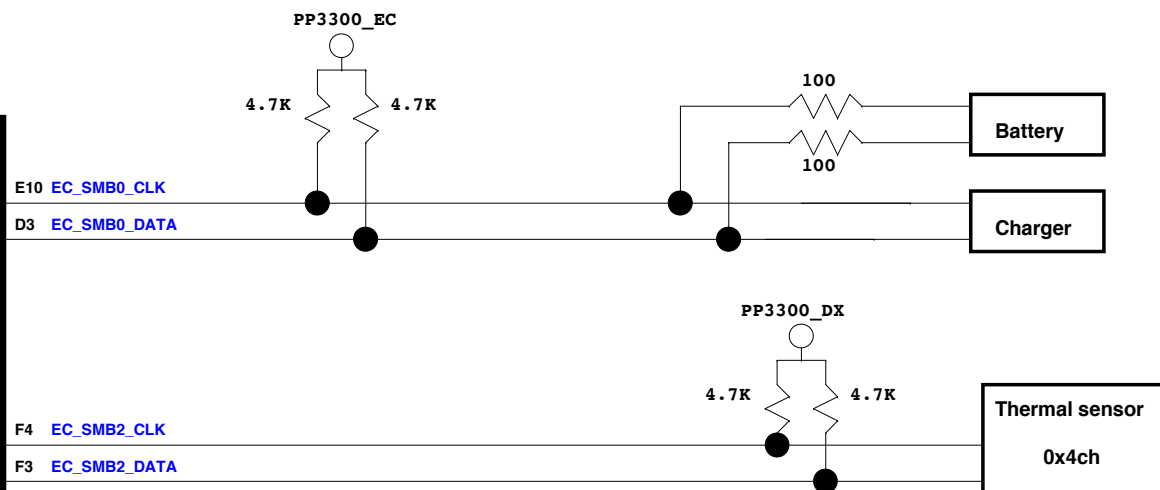 PP3300_EC
4.7K 4.7K
100
Battery
100
E10 EC_SMB0_CLK
D3 EC_SMB0_DATA
Charger
PP3300_DX
4.7K 4.7K
Thermal sensor
0x4ch
F4 EC_SMB2_CLK
F3 EC_SMB2_DATA